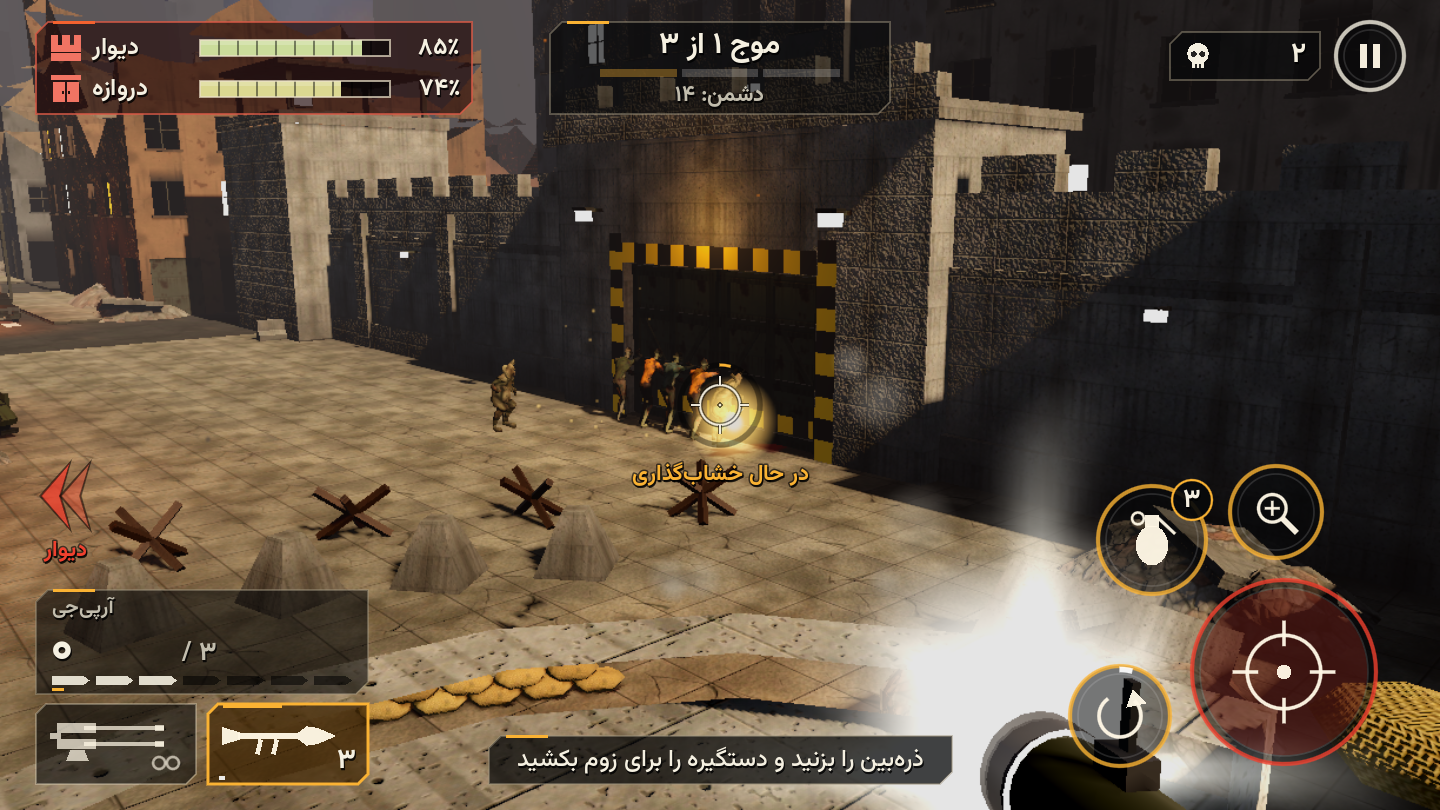 دیوار ۸۵٪
دروازه ۷۴٪
موج ۱ از ۳
دشمن: ۱۴
۲
در حال خشاب‌گذاری
دیوار
۳
آرپی‌جی
۰ / ۳
∞
۳
ذره‌بین را بزنید و دستگیره را برای زوم بکشید